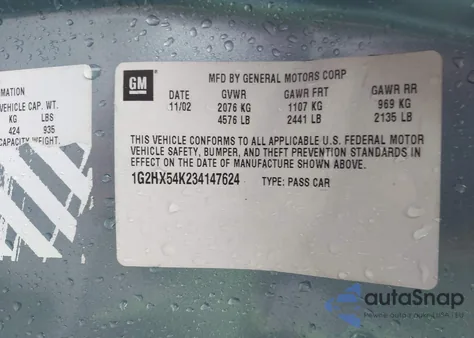 RMATION
VEHICLE CAP. WT.
KG LBS
424 935
CAPACITY WEIGHT.
GM
MFD BY GENERAL MOTORS CORP
DATE GVWR GAWR FRT GAWR RR
11/02 2076 KG 1107 KG 969 KG
4576 LB 2441 LB 2135 LB
THIS VEHICLE CONFORMS TO ALL APPLICABLE U.S. FEDERAL MOTOR
VEHICLE SAFETY, BUMPER, AND THEFT PREVENTION STANDARDS IN
EFFECT ON THE DATE OF MANUFACTURE SHOWN ABOVE.
1G2HX54K234147624 TYPE: PASS CAR
autoSnap